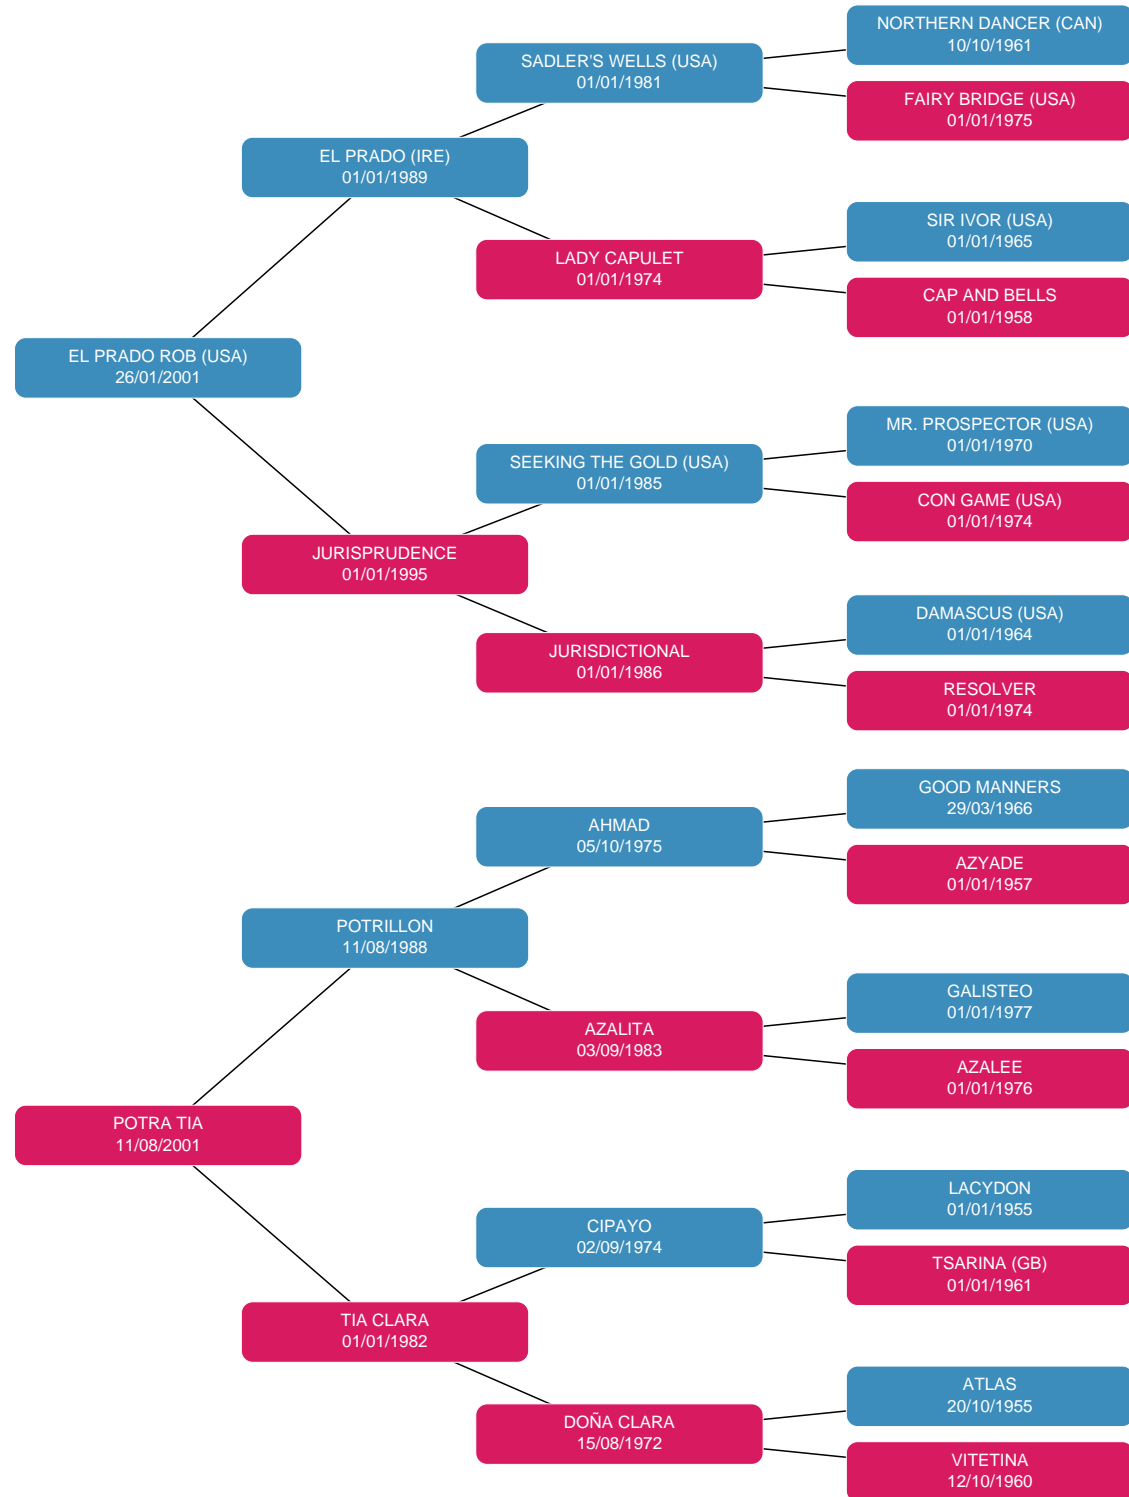 NORTHERN DANCER (CAN)
10/10/1961
SADLER'S WELLS (USA)
01/01/1981
FAIRY BRIDGE (USA)
01/01/1975
EL PRADO (IRE)
01/01/1989
SIR IVOR (USA)
01/01/1965
LADY CAPULET
01/01/1974
CAP AND BELLS
01/01/1958
EL PRADO ROB (USA)
26/01/2001
MR. PROSPECTOR (USA)
01/01/1970
SEEKING THE GOLD (USA)
01/01/1985
CON GAME (USA)
01/01/1974
JURISPRUDENCE
01/01/1995
DAMASCUS (USA)
01/01/1964
JURISDICTIONAL
01/01/1986
RESOLVER
01/01/1974
GOOD MANNERS
29/03/1966
AHMAD
05/10/1975
AZYADE
01/01/1957
POTRILLON
11/08/1988
GALISTEO
01/01/1977
AZALITA
03/09/1983
AZALEE
01/01/1976
POTRA TIA
11/08/2001
LACYDON
01/01/1955
CIPAYO
02/09/1974
TSARINA (GB)
01/01/1961
TIA CLARA
01/01/1982
ATLAS
20/10/1955
DOÑA CLARA
15/08/1972
VITETINA
12/10/1960